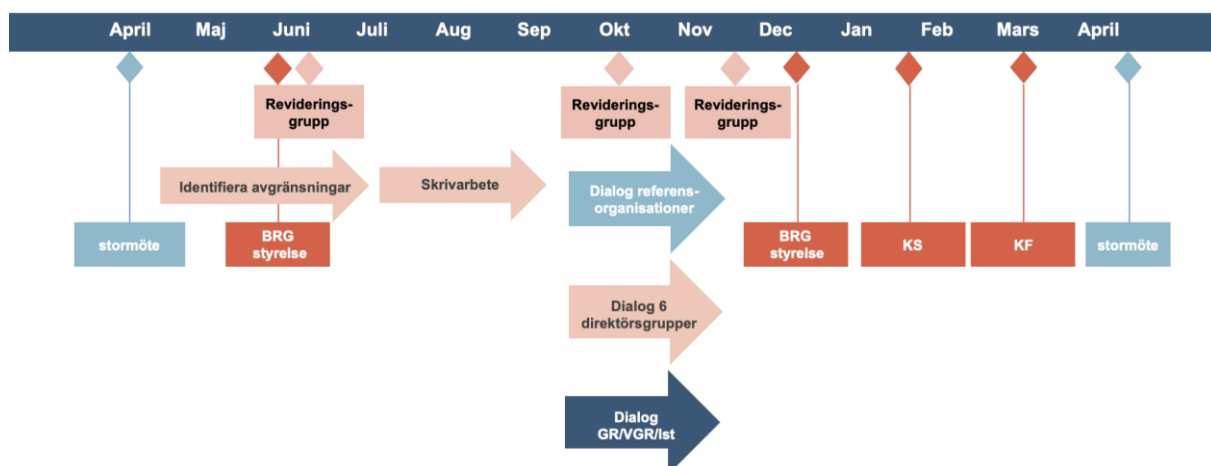 April Maj Juni Juli Aug Sep Okt Nov Dec Jan Feb Mars April
Reviderings-
grupp
Reviderings-
grupp
Reviderings-
grupp
Identifiera avgränsningar
Skrivarbete
Dialog referens-
organisationer
stormöte
BRG
styrelse
BRG
styrelse
KS
KF
stormöte
Dialog 6
direktörsgrupper
Dialog
GR/VGR/lst